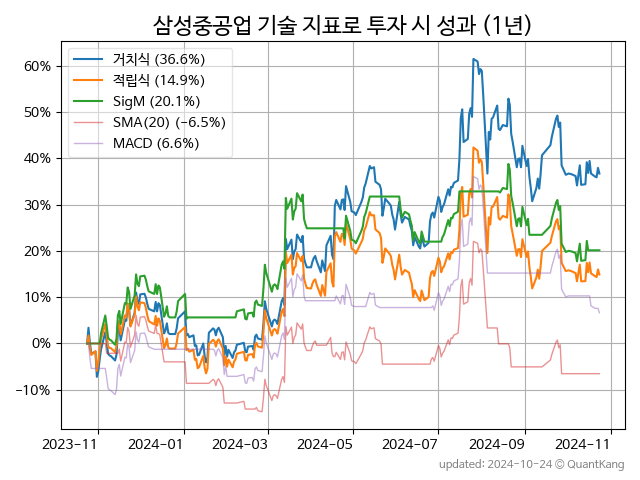 삼성중공업 기술 지표로 투자 시 성과 (1년)
거치식 (36.6%)
적립식 (14.9%)
SigM (20.1%)
SMA(20) (−6.5%)
MACD (6.6%)
60%
50%
40%
30%
20%
10%
0%
−10%
2023−11 2024−01 2024−03 2024−05 2024−07 2024−09 2024−11
updated: 2024-10-24 ⓒ QuantKang